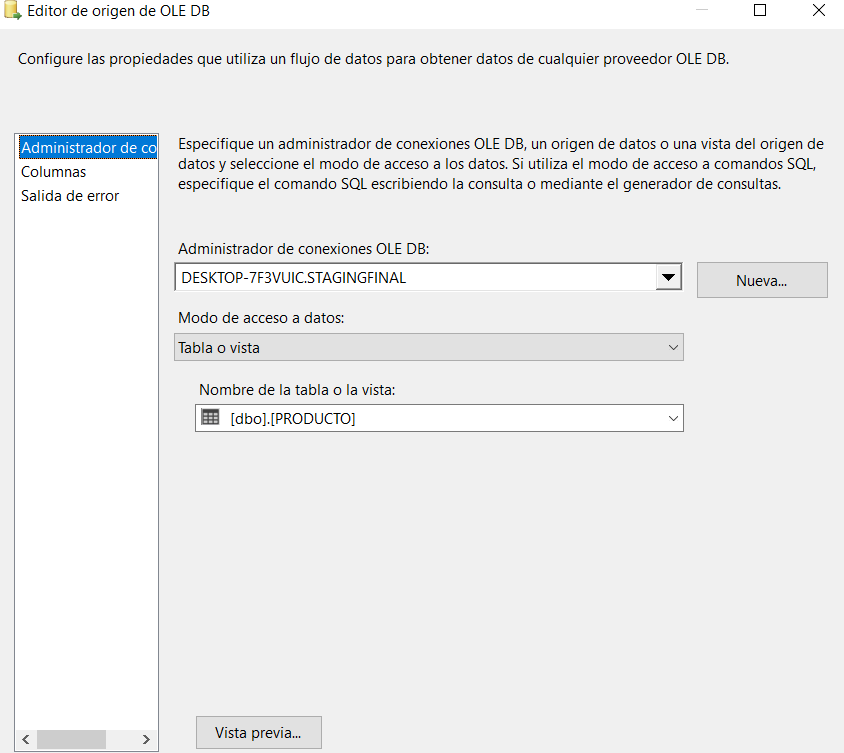 Editor de origen de OLE DB
Configure las propiedades que utiliza un flujo de datos para obtener datos de cualquier proveedor OLE DB.
Administrador de co
Columnas
Salida de error
Especifique un administrador de conexiones OLE DB, un origen de datos o una vista del origen de
datos y seleccione el modo de acceso a los datos. Si utiliza el modo de acceso a comandos SQL,
especifique el comando SQL escribiendo la consulta o mediante el generador de consultas.
Administrador de conexiones OLE DB:
DESKTOP-7F3VUIC.STAGINGFINAL
Nueva...
Modo de acceso a datos:
Tabla o vista
Nombre de la tabla o la vista:
[dbo].[PRODUCTO]
Vista previa...